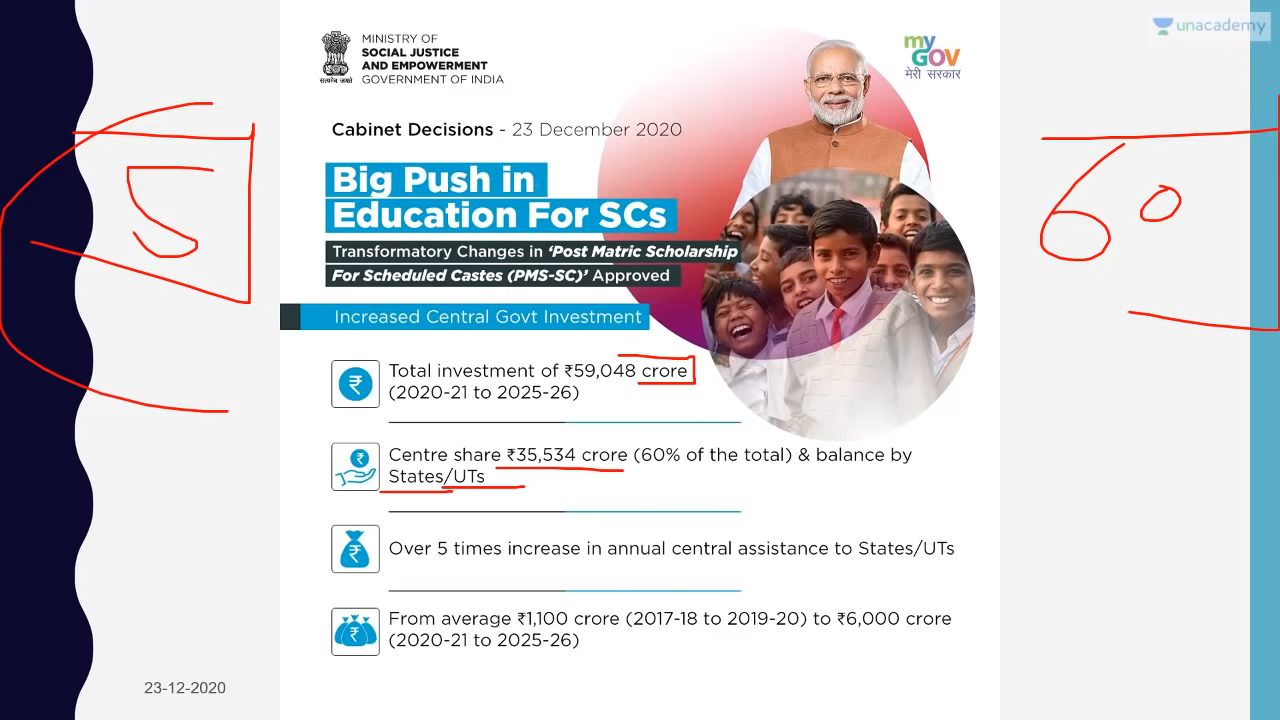 unacademy
MINISTRY OF
SOCIAL JUSTICE
AND EMPOWERMENT
GOVERNMENT OF INDIA
सत्यमेव जयते
my
GOV
मेरी सरकार
Cabinet Decisions - 23 December 2020
Big Push in
Education For SCs
Transformatory Changes in ‘Post Matric Scholarship
For Scheduled Castes (PMS-SC)’ Approved
Increased Central Govt Investment
5
60
Total investment of ₹59,048 crore
(2020-21 to 2025-26)
Centre share ₹35,534 crore (60% of the total) & balance by
States/UTs
Over 5 times increase in annual central assistance to States/UTs
From average ₹1,100 crore (2017-18 to 2019-20) to ₹6,000 crore
(2020-21 to 2025-26)
23-12-2020